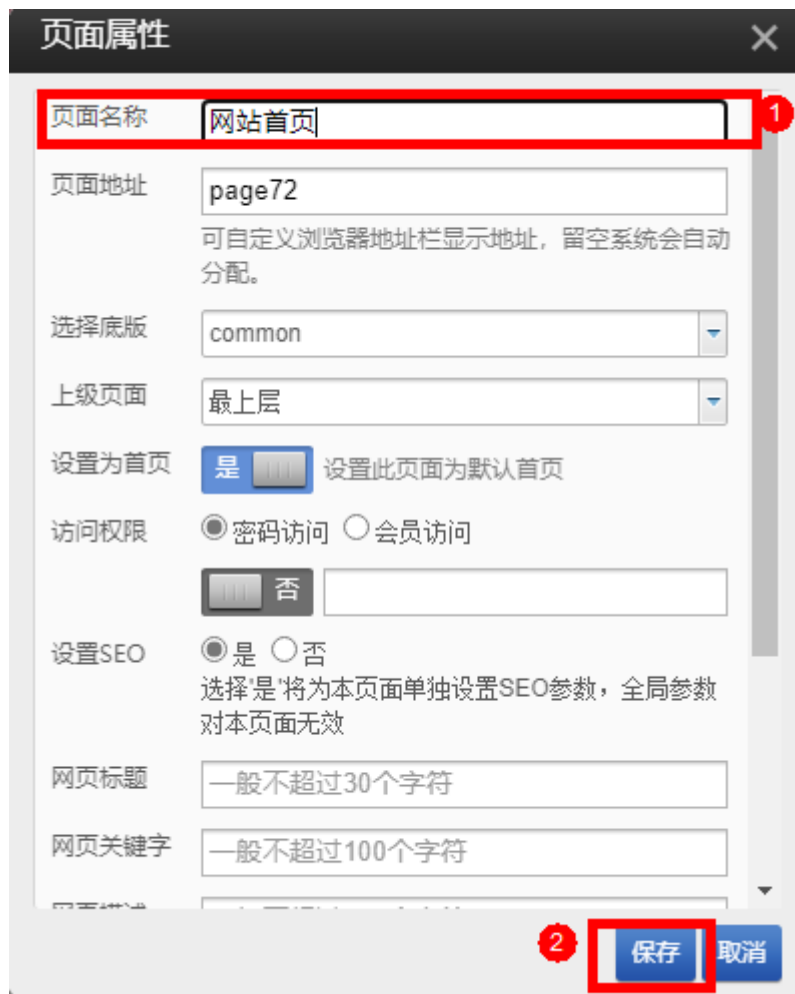 页面属性
页面名称 网站首页 1
页面地址 page72
可自定义浏览器地址栏显示地址，留空系统会自动
分配。
选择底版 common
上级页面 最上层
设置为首页 是 设置此页面为默认首页
访问权限 密码访问 会员访问
否
设置SEO 是 否
选择'是'将为本页面单独设置SEO参数，全局参数
对本页面无效
网页标题 一般不超过30个字符
网页关键字 一般不超过100个字符
2 保存 取消